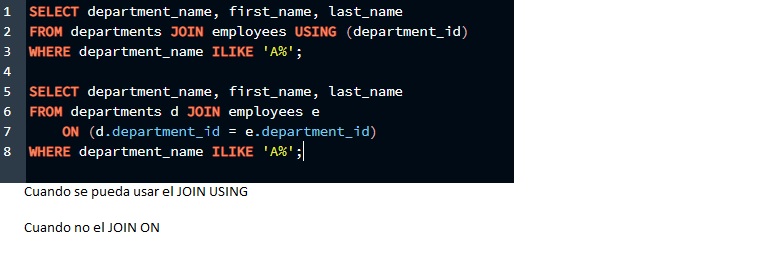 1 SELECT department_name, first_name, last_name
2 FROM departments JOIN employees USING (department_id)
3 WHERE department_name ILIKE 'A%';
4
5 SELECT department_name, first_name, last_name
6 FROM departments d JOIN employees e
7 ON (d.department_id = e.department_id)
8 WHERE department_name ILIKE 'A%';
Cuando se pueda usar el JOIN USING
Cuando no el JOIN ON